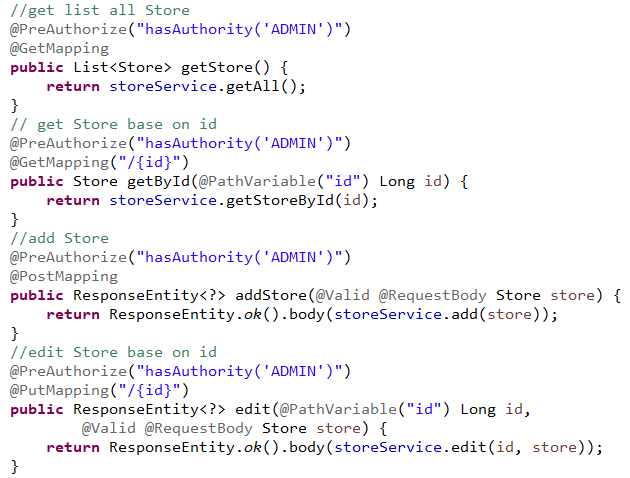 //get list all Store
@PreAuthorize("hasAuthority('ADMIN')")
@GetMapping
public List<Store> getStore() {
    return storeService.getAll();
}
// get Store base on id
@PreAuthorize("hasAuthority('ADMIN')")
@GetMapping("/{id}")
public Store getById(@PathVariable("id") Long id) {
    return storeService.getStoreById(id);
}
//add Store
@PreAuthorize("hasAuthority('ADMIN')")
@PostMapping
public ResponseEntity<?> addStore(@Valid @RequestBody Store store) {
    return ResponseEntity.ok().body(storeService.add(store));
}
//edit Store base on id
@PreAuthorize("hasAuthority('ADMIN')")
@PutMapping("/{id}")
public ResponseEntity<?> edit(@PathVariable("id") Long id,
        @Valid @RequestBody Store store) {
    return ResponseEntity.ok().body(storeService.edit(id, store));
}